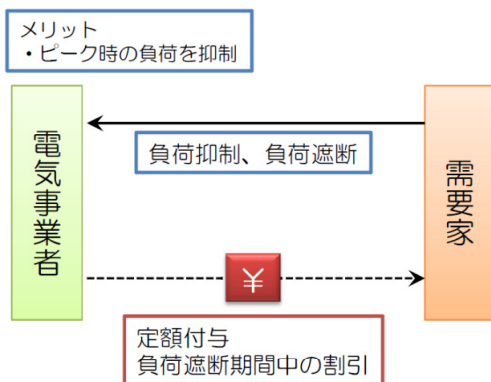 メリット
・ピーク時の負荷を抑制
電気事業者
負荷抑制、負荷遮断
需要家
¥
定額付与
負荷遮断期間中の割引